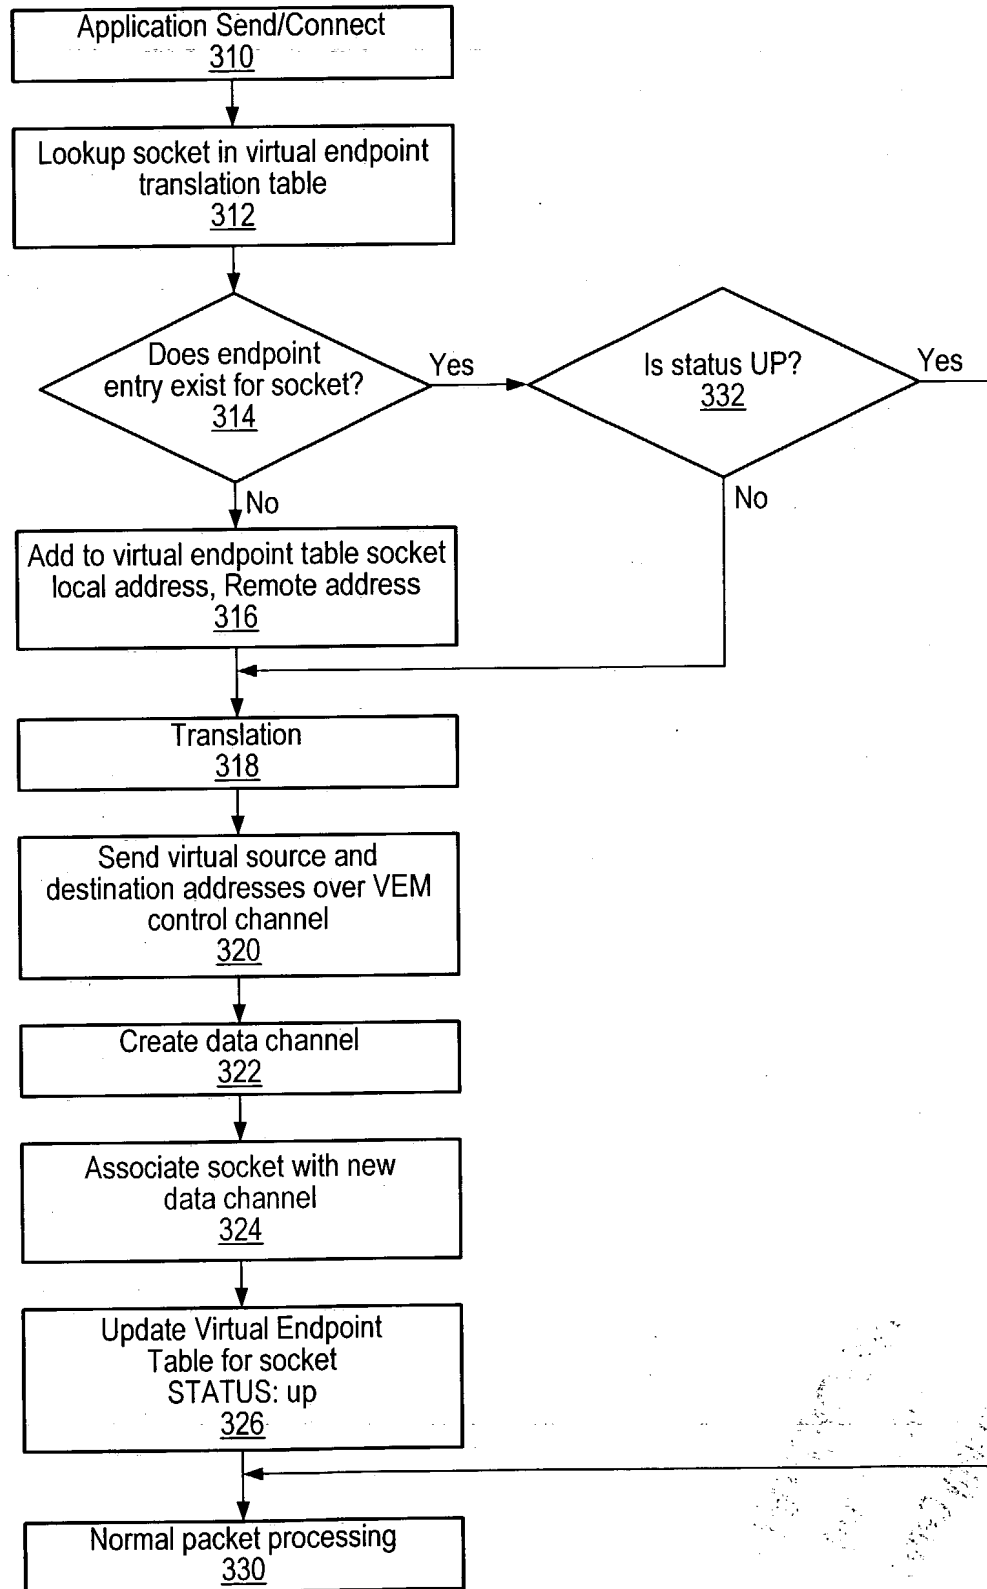 Application Send/Connect
310
Lookup socket in virtual endpoint
translation table
312
Does endpoint
entry exist for socket?
314
Yes
Is status UP?
332
Yes
No
No
Add to virtual endpoint table socket
local address, Remote address
316
Translation
318
Send virtual source and
destination addresses over VEM
control channel
320
Create data channel
322
Associate socket with new
data channel
324
Update Virtual Endpoint
Table for socket
STATUS: up
326
Normal packet processing
330